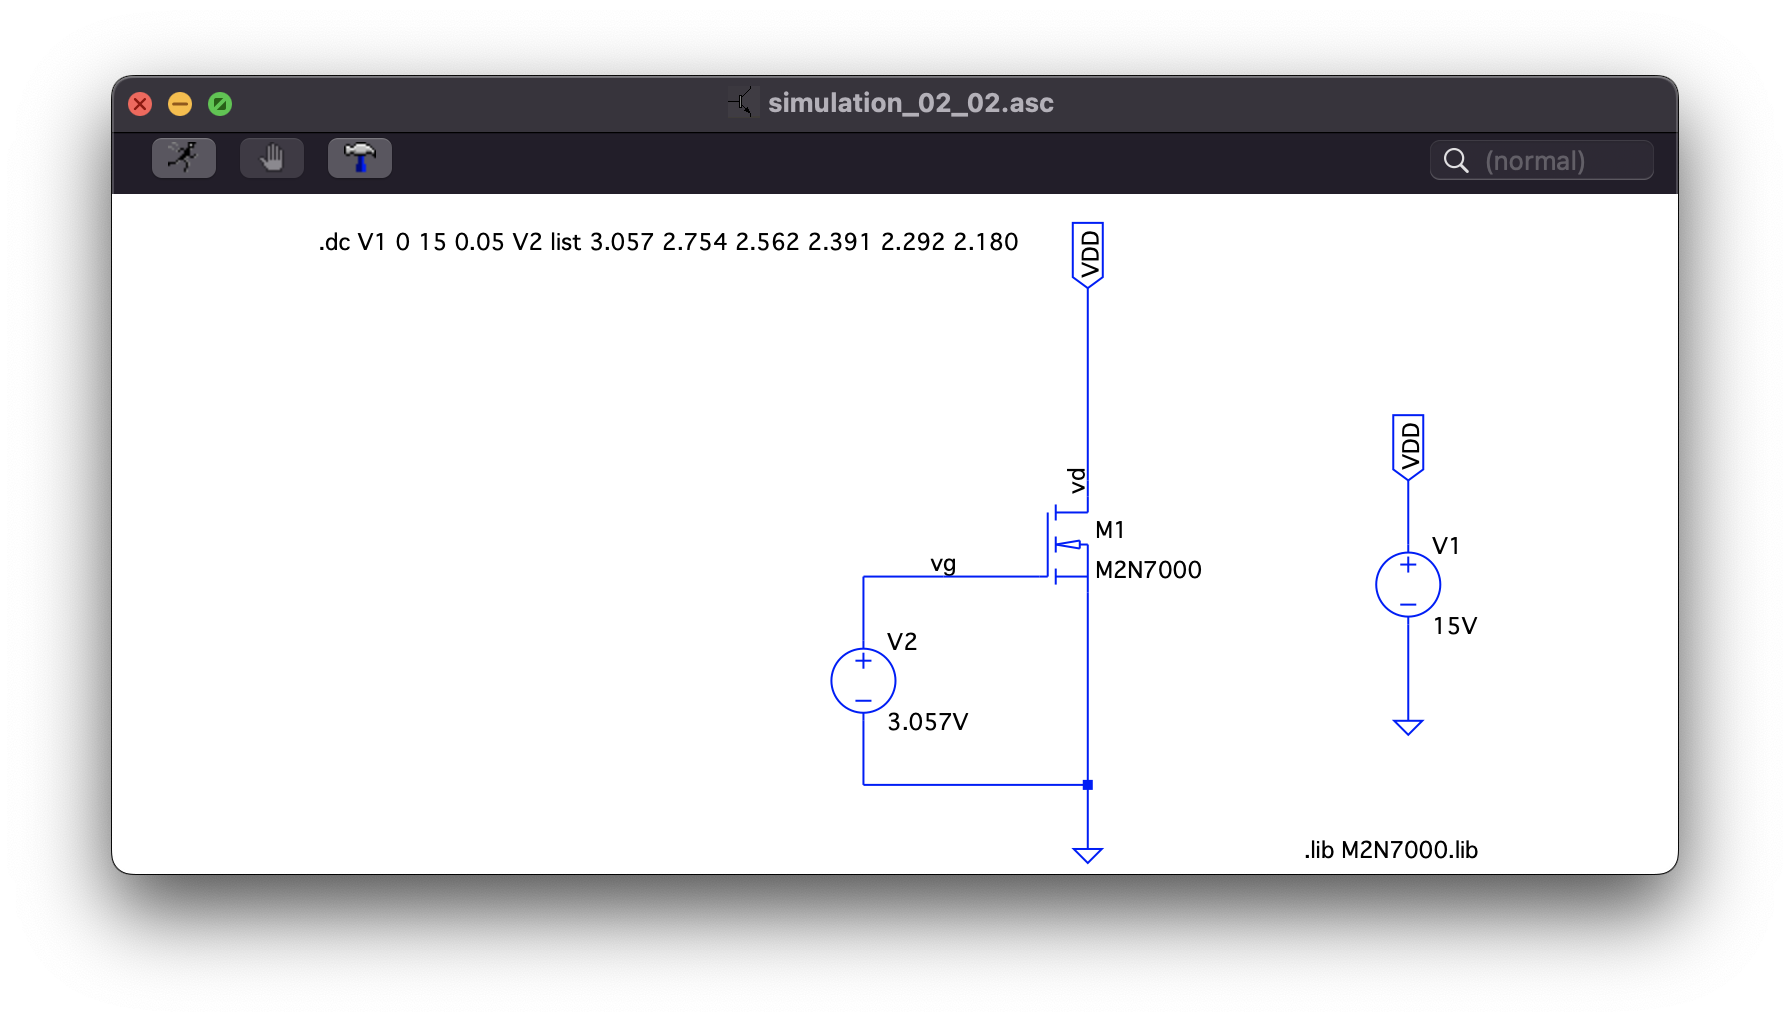 simulation_02_02.asc
(normal)
.dc V1 0 15 0.05 V2 list 3.057 2.754 2.562 2.391 2.292 2.180
VDD
VDD
vd
M1
M2N7000
vg
V1
15V
V2
3.057V
.lib M2N7000.lib